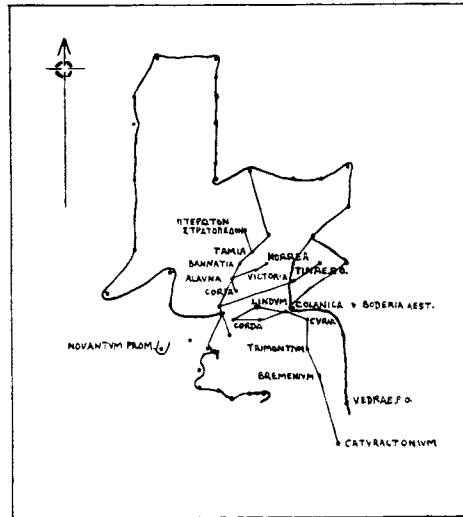 ΠΤΕΡΩΤΟΝ
ΣΤΡΑΤΟΠΕΔΟΝ
TAMIA
BANNATIA
HORREA
ALAVNA
VICTORIA
TINAE.F.O.
CORIA
LINDVM
COLANICA
BODERIA AEST.
CORDA
CVRIA
NOVANTVM PROM.
TRIMONTIVM
BREMENIVM
VEDRAE.F.O.
CATVRACTONIVM